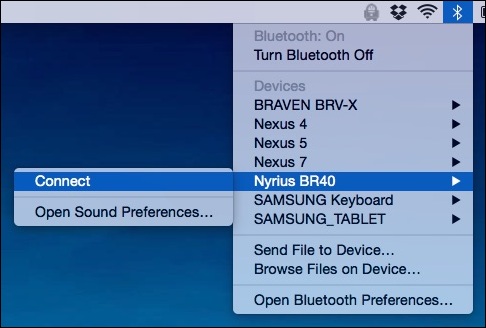 Bluetooth: On
Turn Bluetooth Off
Devices
BRAVEN BRV-X
Nexus 4
Nexus 5
Nexus 7
Nyrius BR40
Connect
Open Sound Preferences...
SAMSUNG Keyboard
SAMSUNG_TABLET
Send File to Device...
Browse Files on Device...
Open Bluetooth Preferences...